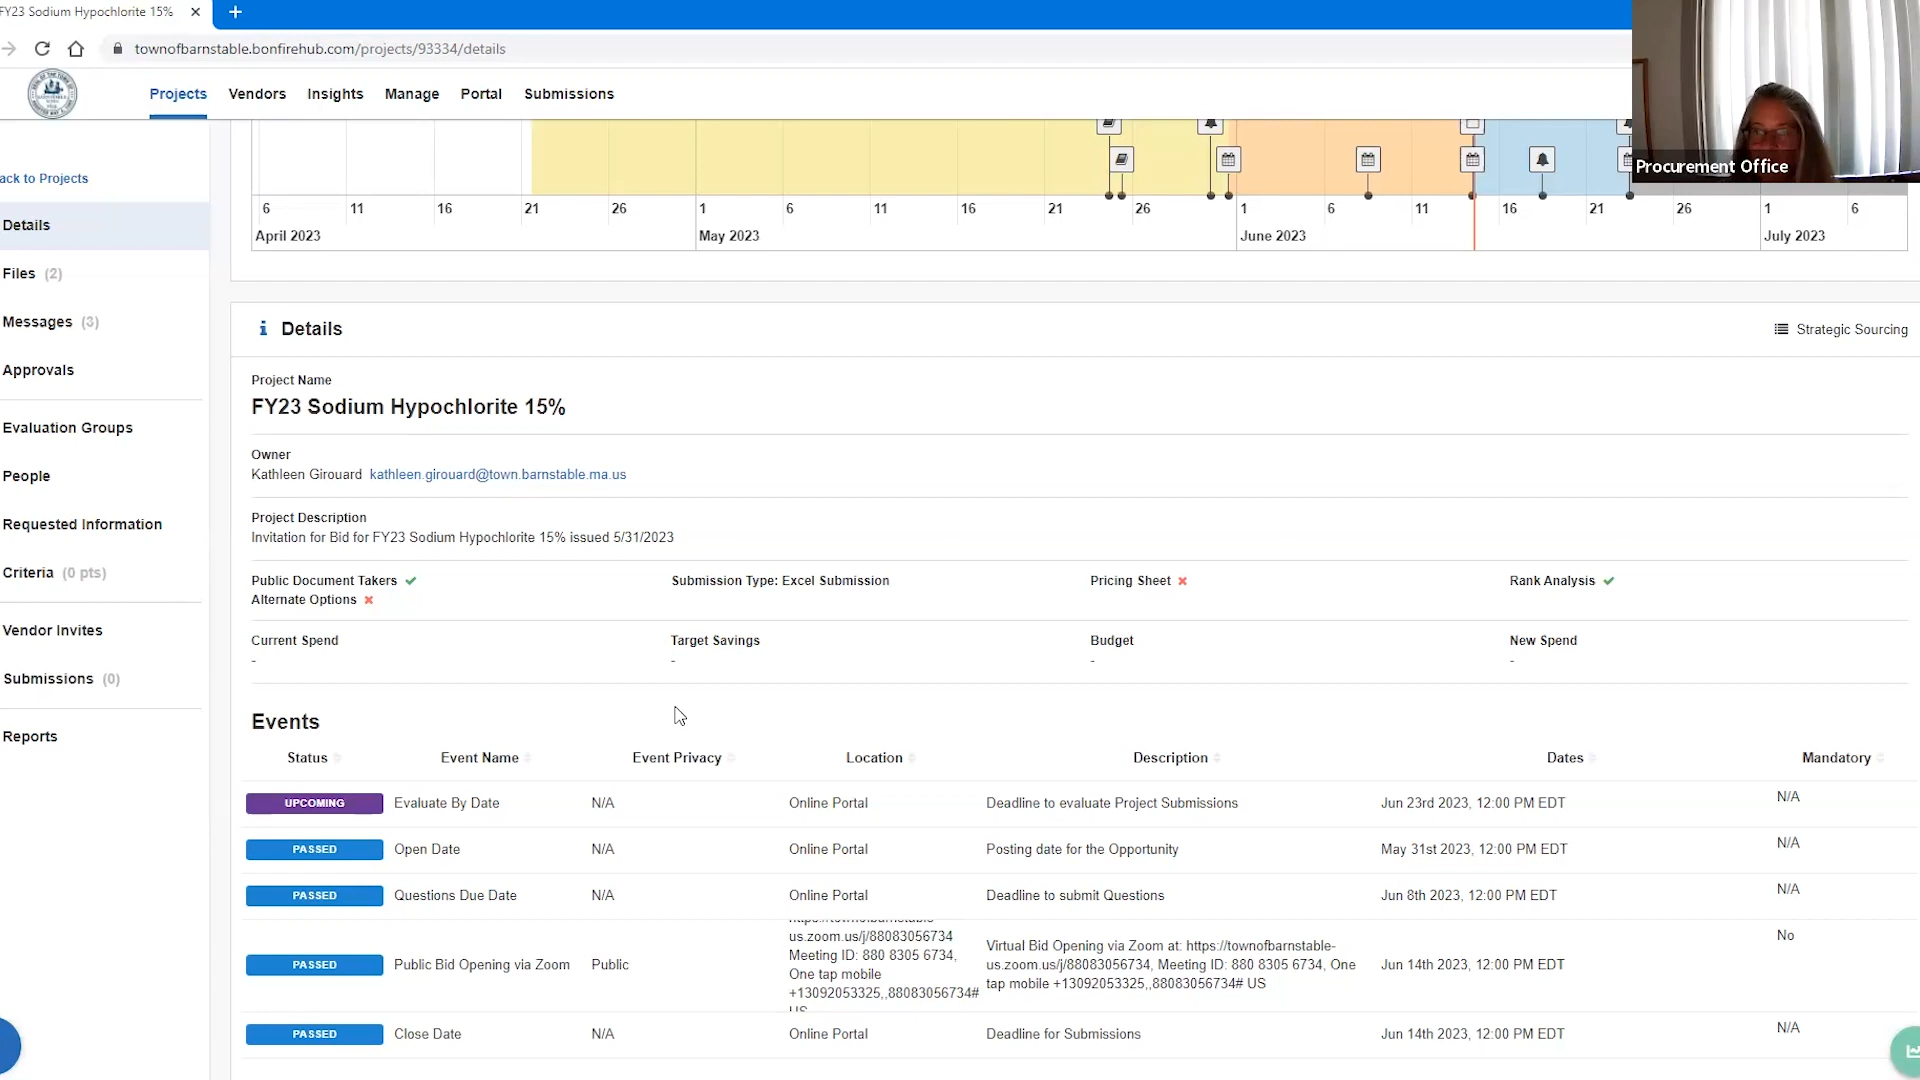 FY23 Sodium Hypochlorite 15%
townofbarnstable.bonfirehub.com/projects/93334/details
Projects Vendors Insights Manage Portal Submissions
Procurement Office
ack to Projects
Details
Files (2)
Messages (3)
Approvals
Evaluation Groups
People
Requested Information
Criteria (0 pts)
Vendor Invites
Submissions (0)
Reports
6 11 16 21 26 1 6 11 16 21 26 1 6 11 16 21 26 1 6
April 2023 May 2023 June 2023 July 2023
Details
Strategic Sourcing
Project Name
FY23 Sodium Hypochlorite 15%
Owner
Kathleen Girouard kathleen.girouard@town.barnstable.ma.us
Project Description
Invitation for Bid for FY23 Sodium Hypochlorite 15% issued 5/31/2023
Public Document Takers Submission Type: Excel Submission Pricing Sheet Rank Analysis
Alternate Options
Current Spend Target Savings Budget New Spend
- - - -
Events
Status Event Name Event Privacy Location Description Dates Mandatory
UPCOMING Evaluate By Date N/A Online Portal Deadline to evaluate Project Submissions Jun 23rd 2023, 12:00 PM EDT N/A
PASSED Open Date N/A Online Portal Posting date for the Opportunity May 31st 2023, 12:00 PM EDT N/A
PASSED Questions Due Date N/A Online Portal Deadline to submit Questions Jun 8th 2023, 12:00 PM EDT N/A
PASSED Public Bid Opening via Zoom Public
us.zoom.us/j/88083056734
Meeting ID: 880 8305 6734,
One tap mobile
+13092053325,,88083056734#
US
Virtual Bid Opening via Zoom at: https://townofbarnstable-
us.zoom.us/j/88083056734, Meeting ID: 880 8305 6734, One
tap mobile +13092053325,,88083056734# US
Jun 14th 2023, 12:00 PM EDT No
PASSED Close Date N/A Online Portal Deadline for Submissions Jun 14th 2023, 12:00 PM EDT N/A